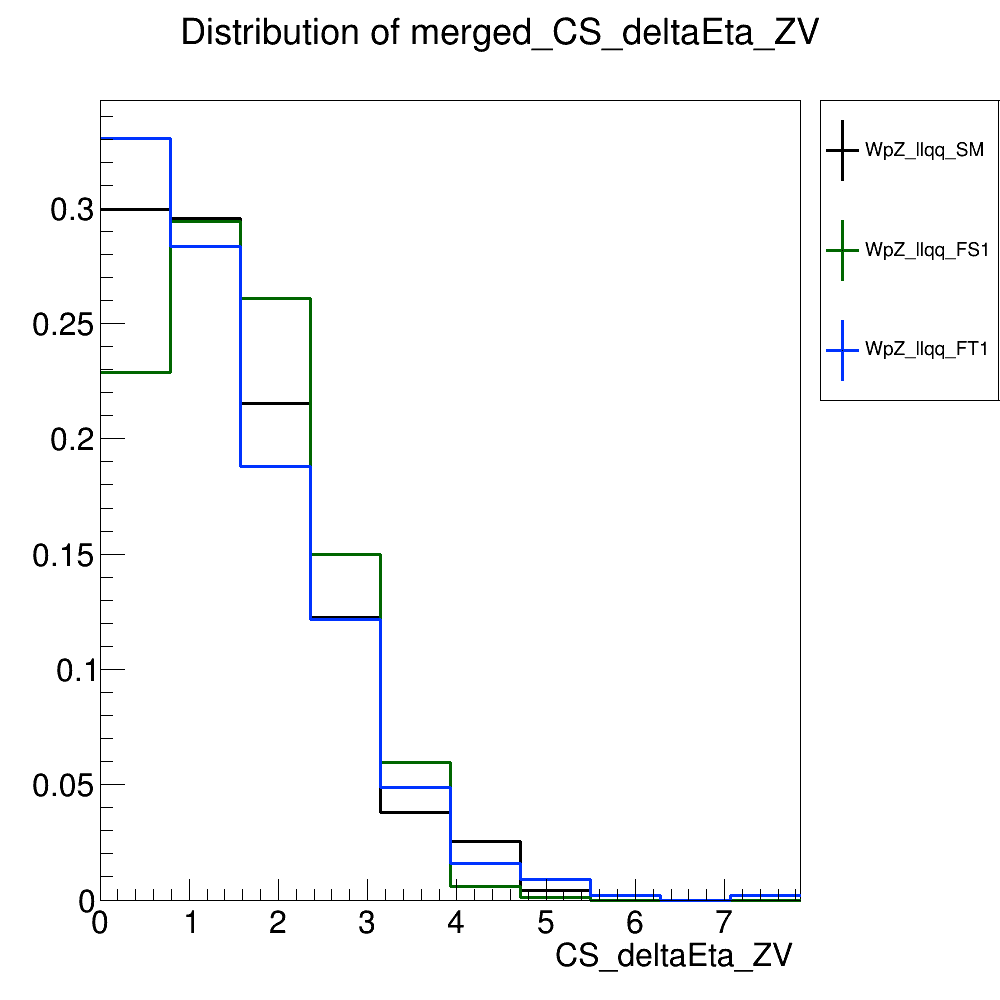 Distribution of merged_CS_deltaEta_ZV
WpZ_llqq_SM
WpZ_llqq_FS1
WpZ_llqq_FT1
0.3
0.25
0.2
0.15
0.1
0.05
0
0 1 2 3 4 5 6 7
CS_deltaEta_ZV